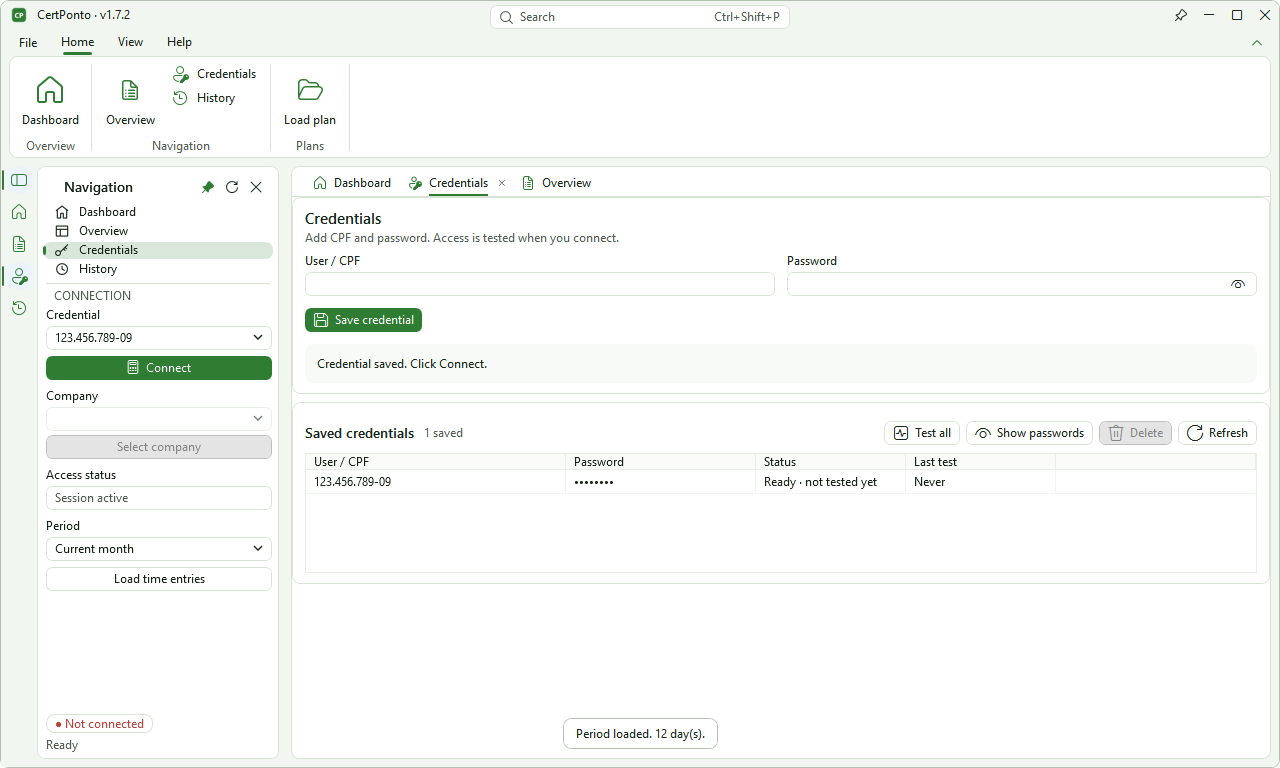 CP CertPonto · v1.7.2
Search Ctrl+Shift+P
File Home View Help
Dashboard
Overview
Overview
Credentials
History
Navigation
Load plan
Plans
Navigation
Dashboard
Overview
Credentials
History
CONNECTION
Credential
123.456.789-09
Connect
Company
Select company
Access status
Session active
Period
Current month
Load time entries
Not connected
Ready
Dashboard Credentials Overview
Credentials
Add CPF and password. Access is tested when you connect.
User / CPF Password
Save credential
Credential saved. Click Connect.
Saved credentials 1 saved
Test all Show passwords Delete Refresh
User / CPF Password Status Last test
123.456.789-09 •••••••• Ready · not tested yet Never
Period loaded. 12 day(s).